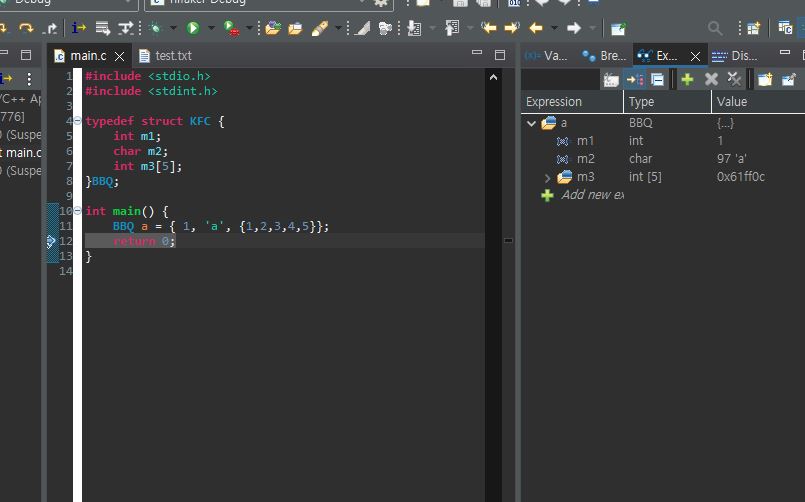 main.c
test.txt
Va...
Bre...
Ex...
Dis...
/C++ Ap
776]
0 (Suspe
t main.c
0 (Suspe
1 #include <stdio.h>
2 #include <stdint.h>
3
4 typedef struct KFC {
5 int m1;
6 char m2;
7 int m3[5];
8 }BBQ;
9
10 int main() {
11 BBQ a = { 1, 'a', {1,2,3,4,5}};
12 return 0;
13 }
14
Expression Type Value
a BBQ {...}
m1 int 1
m2 char 97 'a'
m3 int [5] 0x61ff0c
Add new ex